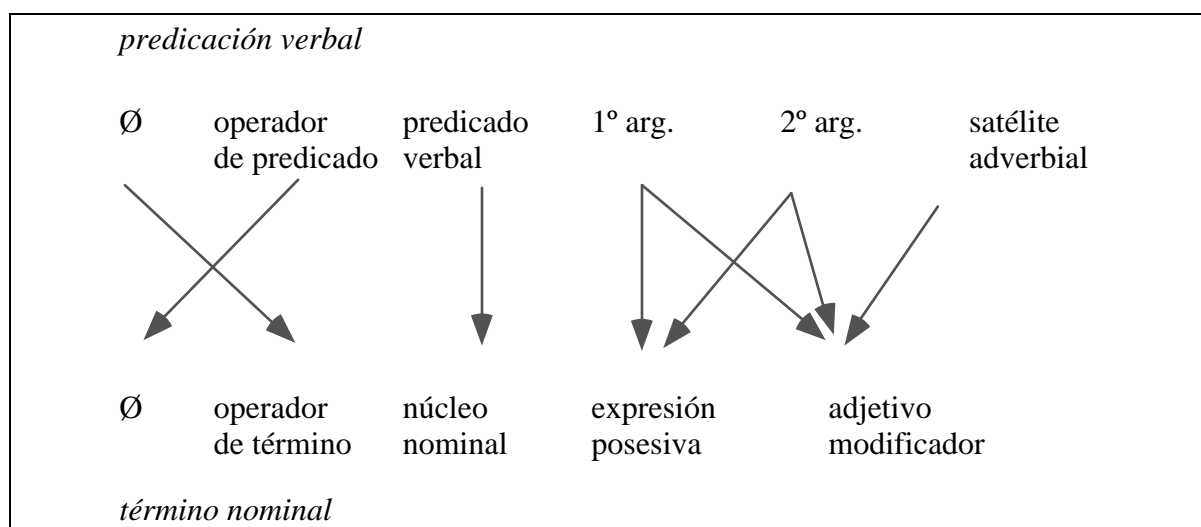 predicación verbal
Ø operador predicado 1º arg. 2º arg. satélite
de predicado verbal adverbial
Ø operador núcleo expresión adjetivo
de término nominal posesiva modificador
término nominal